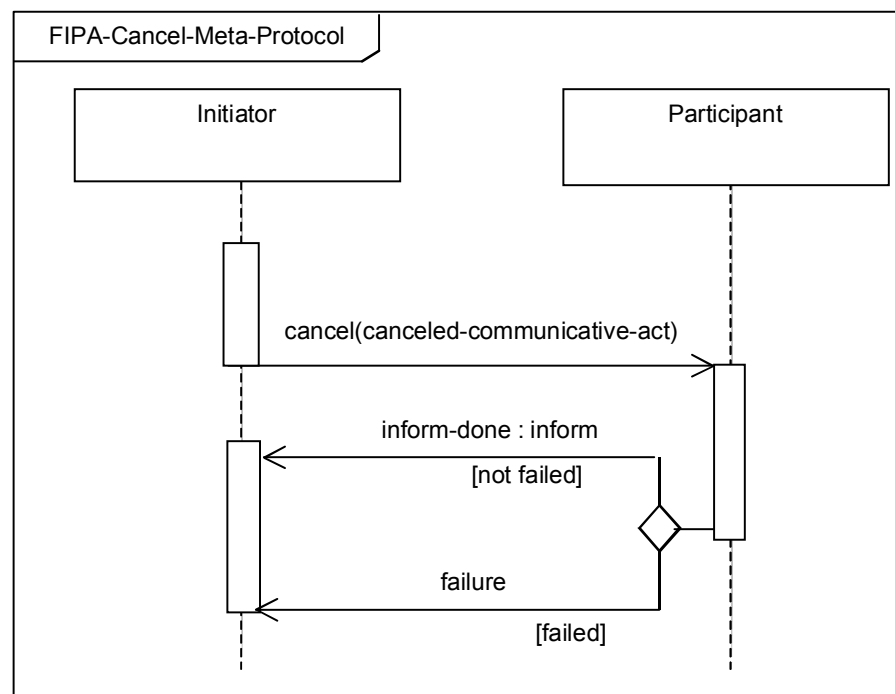 FIPA-Cancel-Meta-Protocol
Initiator
Participant
cancel(canceled-communicative-act)
inform-done : inform
[not failed]
failure
[failed]